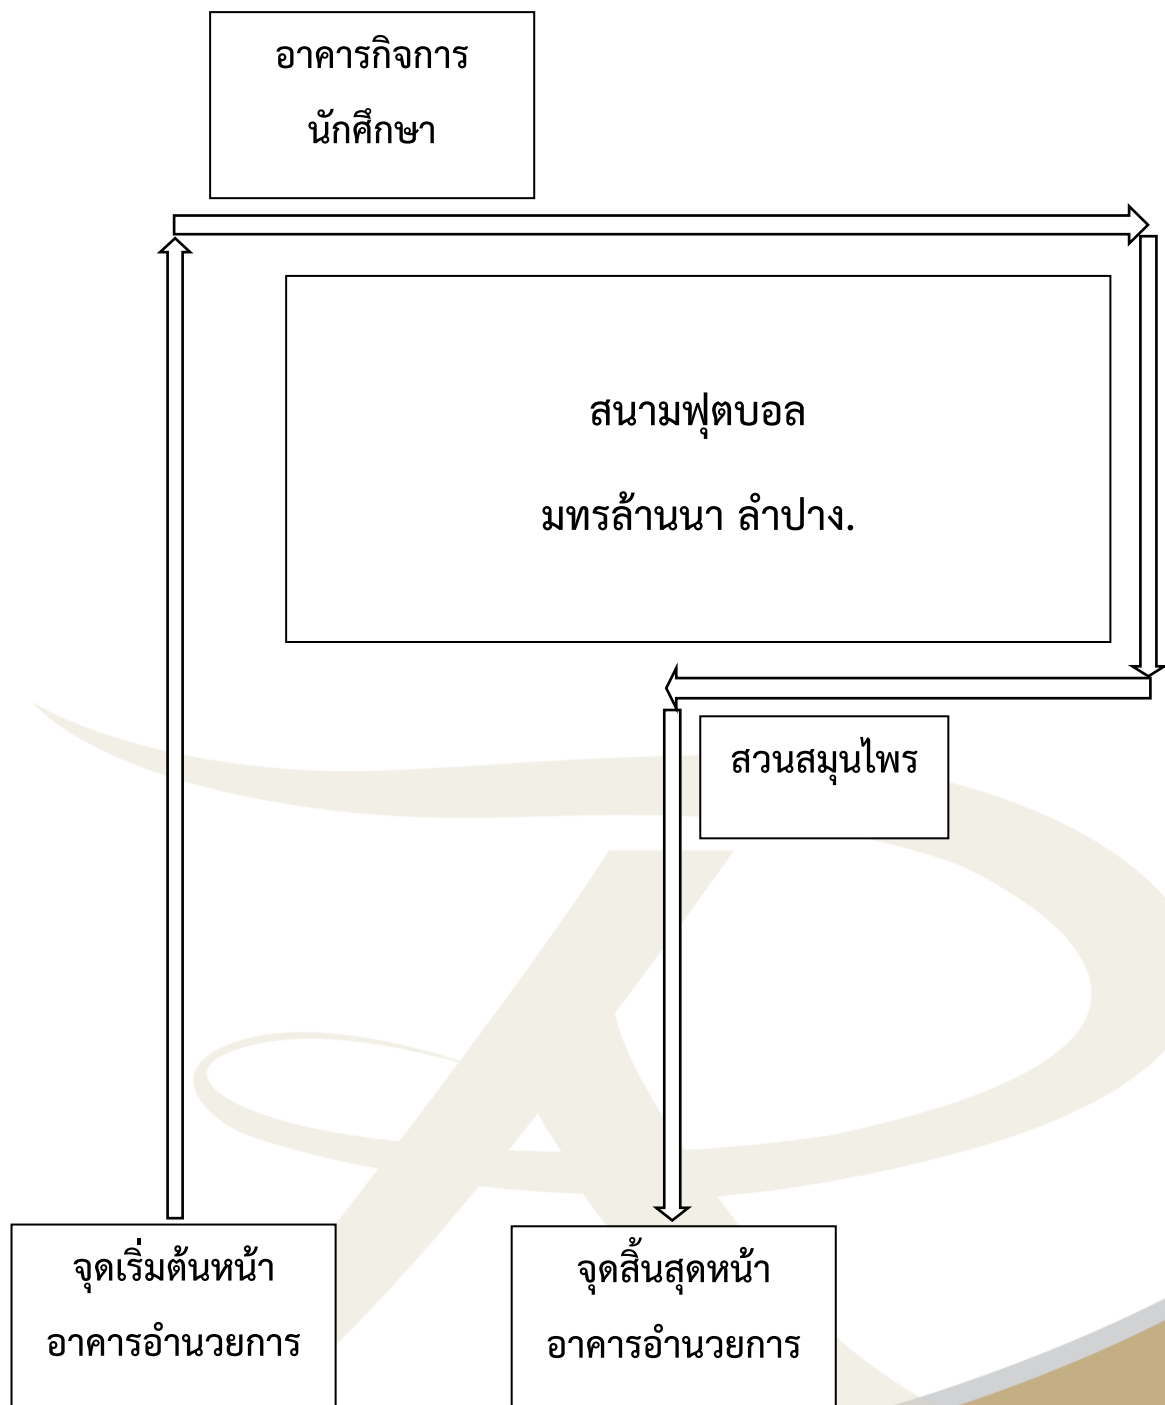 อาคารกิจการ
นักศึกษา
สนามฟุตบอล
มทรล้านนา ลำปาง.
สวนสมุนไพร
จุดเริ่มต้นหน้า
อาคารอำนวยการ
จุดสิ้นสุดหน้า
อาคารอำนวยการ